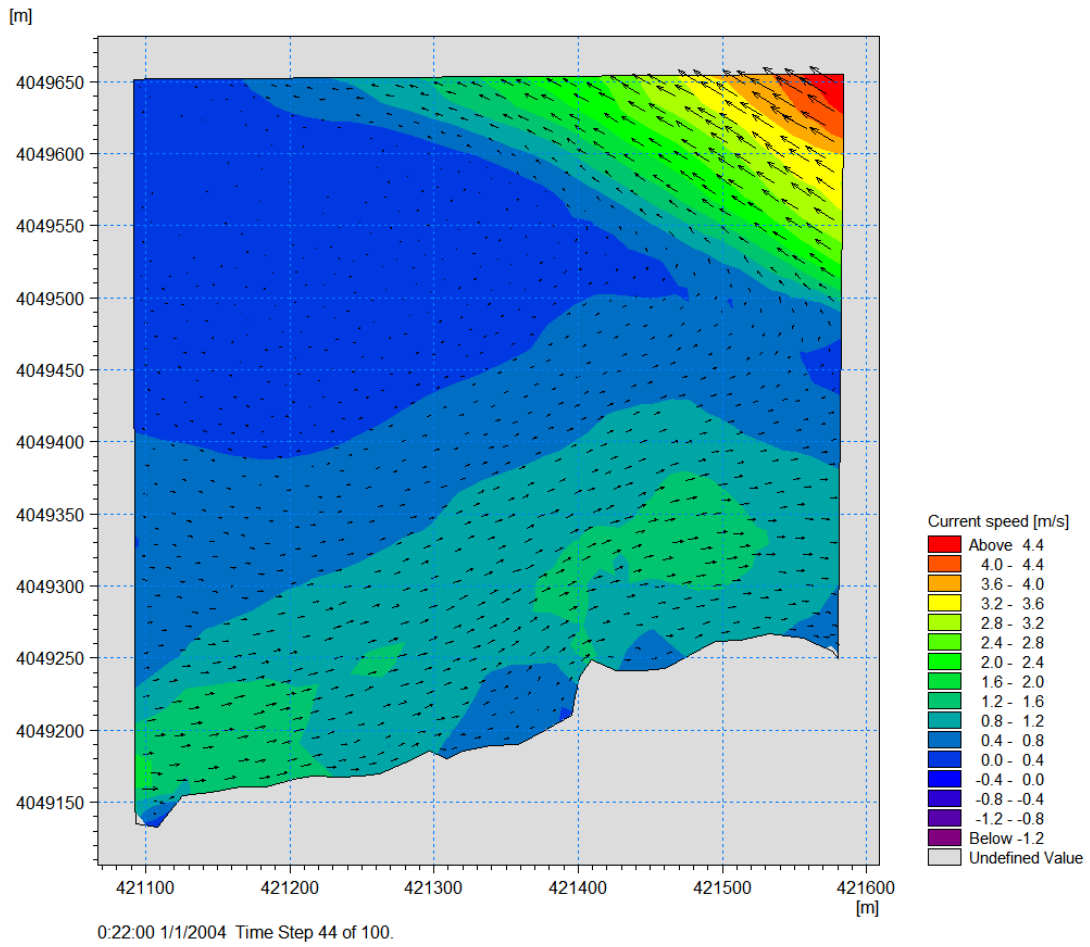 [m]
4049650
4049600
4049550
4049500
4049450
4049400
4049350
4049300
4049250
4049200
4049150
421100 421200 421300 421400 421500 421600
[m]
0:22:00 1/1/2004 Time Step 44 of 100.
Current speed [m/s]
Above 4.4
4.0 - 4.4
3.6 - 4.0
3.2 - 3.6
2.8 - 3.2
2.4 - 2.8
2.0 - 2.4
1.6 - 2.0
1.2 - 1.6
0.8 - 1.2
0.4 - 0.8
0.0 - 0.4
-0.4 - 0.0
-0.8 - -0.4
-1.2 - -0.8
Below -1.2
Undefined Value